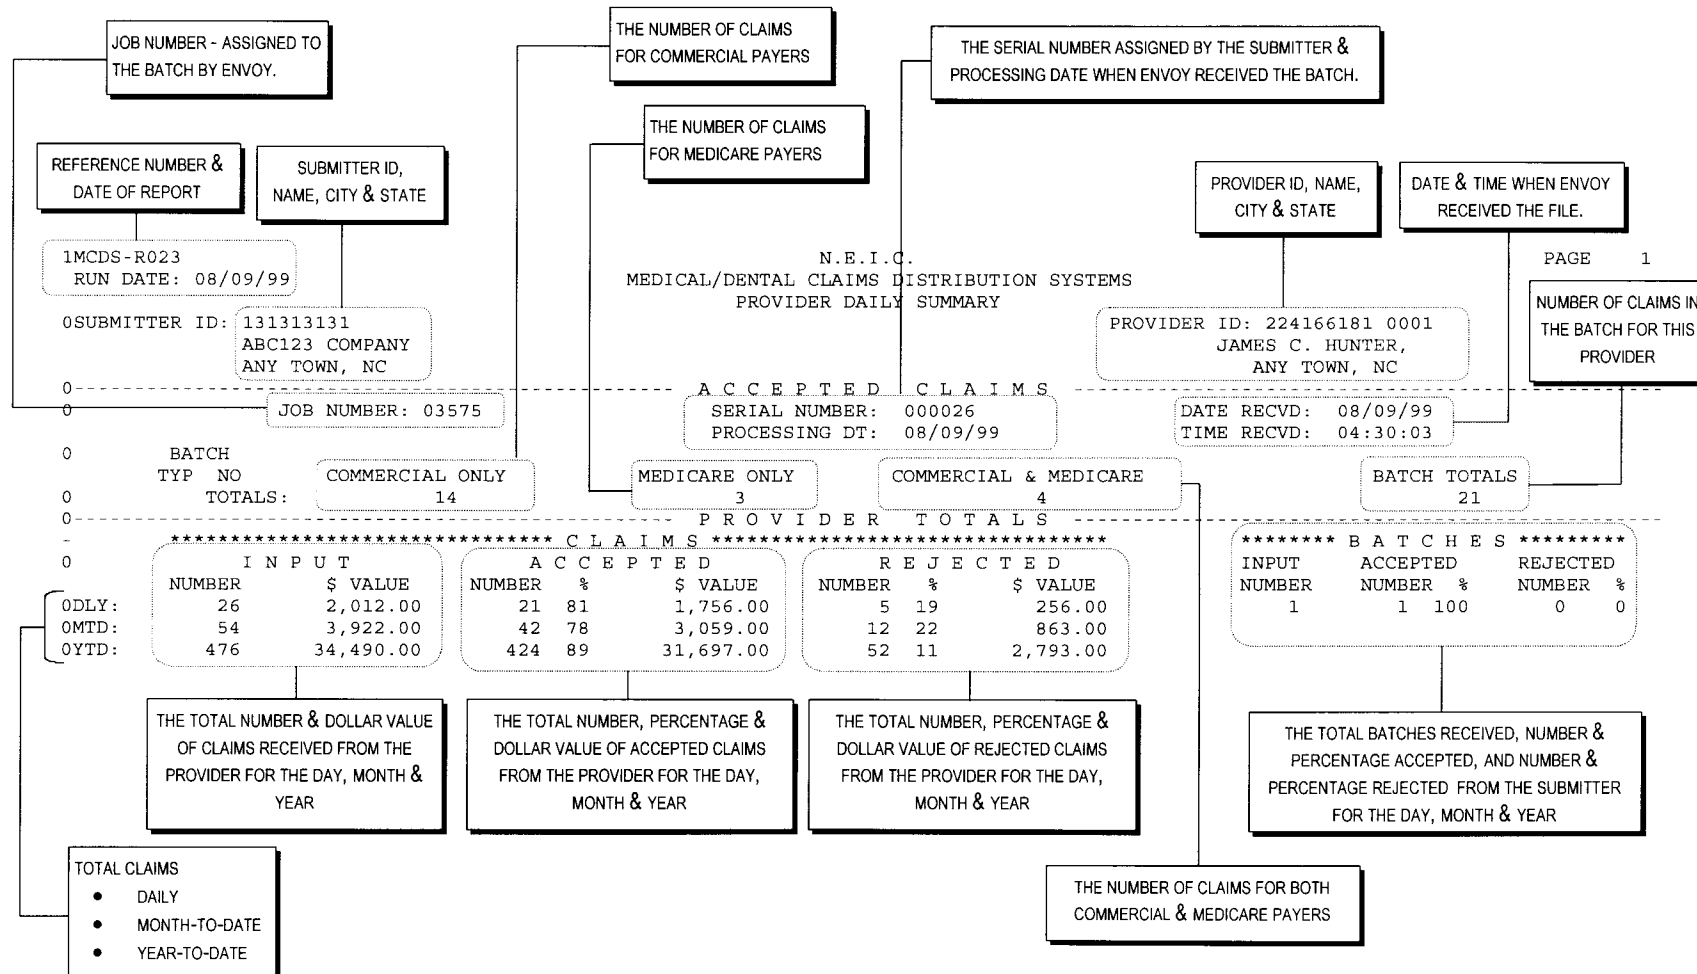 JOB NUMBER - ASSIGNED TO
THE BATCH BY ENVOY.
THE NUMBER OF CLAIMS
FOR COMMERCIAL PAYERS
THE SERIAL NUMBER ASSIGNED BY THE SUBMITTER &
PROCESSING DATE WHEN ENVOY RECEIVED THE BATCH.
THE NUMBER OF CLAIMS
FOR MEDICARE PAYERS
REFERENCE NUMBER &
DATE OF REPORT
SUBMITTER ID,
NAME, CITY & STATE
PROVIDER ID, NAME,
CITY & STATE
DATE & TIME WHEN ENVOY
RECEIVED THE FILE.
1MCDS-R023 N.E.I.C. PAGE 1
RUN DATE: 08/09/99 MEDICAL/DENTAL CLAIMS DISTRIBUTION SYSTEMS
PROVIDER DAILY SUMMARY
NUMBER OF CLAIMS IN
THE BATCH FOR THIS
PROVIDER
0SUBMITTER ID: 131313131 PROVIDER ID: 224166181 0001
ABC123 COMPANY JAMES C. HUNTER,
ANY TOWN, NC ANY TOWN, NC
0 - - - A C C E P T E D C L A I M S - - -
0 JOB NUMBER: 03575 SERIAL NUMBER: 000026 DATE RECVD: 08/09/99
PROCESSING DT: 08/09/99 TIME RECVD: 04:30:03
0 BATCH
TYP NO COMMERCIAL ONLY MEDICARE ONLY COMMERCIAL & MEDICARE BATCH TOTALS
0 TOTALS: 14 3 4 21
0 - - - P R O V I D E R T O T A L S - - -
- ******************************** C L A I M S ********************************* ******** B A T C H E S *********
0 I N P U T A C C E P T E D R E J E C T E D INPUT ACCEPTED REJECTED
NUMBER $ VALUE NUMBER % $ VALUE NUMBER % $ VALUE NUMBER NUMBER % NUMBER %
0DLY: 26 2,012.00 21 81 1,756.00 5 19 256.00 1 1 100 0 0
0MTD: 54 3,922.00 42 78 3,059.00 12 22 863.00
0YTD: 476 34,490.00 424 89 31,697.00 52 11 2,793.00
THE TOTAL NUMBER & DOLLAR VALUE
OF CLAIMS RECEIVED FROM THE
PROVIDER FOR THE DAY, MONTH &
YEAR
THE TOTAL NUMBER, PERCENTAGE &
DOLLAR VALUE OF ACCEPTED CLAIMS
FROM THE PROVIDER FOR THE DAY,
MONTH & YEAR
THE TOTAL NUMBER, PERCENTAGE &
DOLLAR VALUE OF REJECTED CLAIMS
FROM THE PROVIDER FOR THE DAY,
MONTH & YEAR
THE TOTAL BATCHES RECEIVED, NUMBER &
PERCENTAGE ACCEPTED, AND NUMBER &
PERCENTAGE REJECTED FROM THE SUBMITTER
FOR THE DAY, MONTH & YEAR
TOTAL CLAIMS
● DAILY
● MONTH-TO-DATE
● YEAR-TO-DATE
THE NUMBER OF CLAIMS FOR BOTH
COMMERCIAL & MEDICARE PAYERS